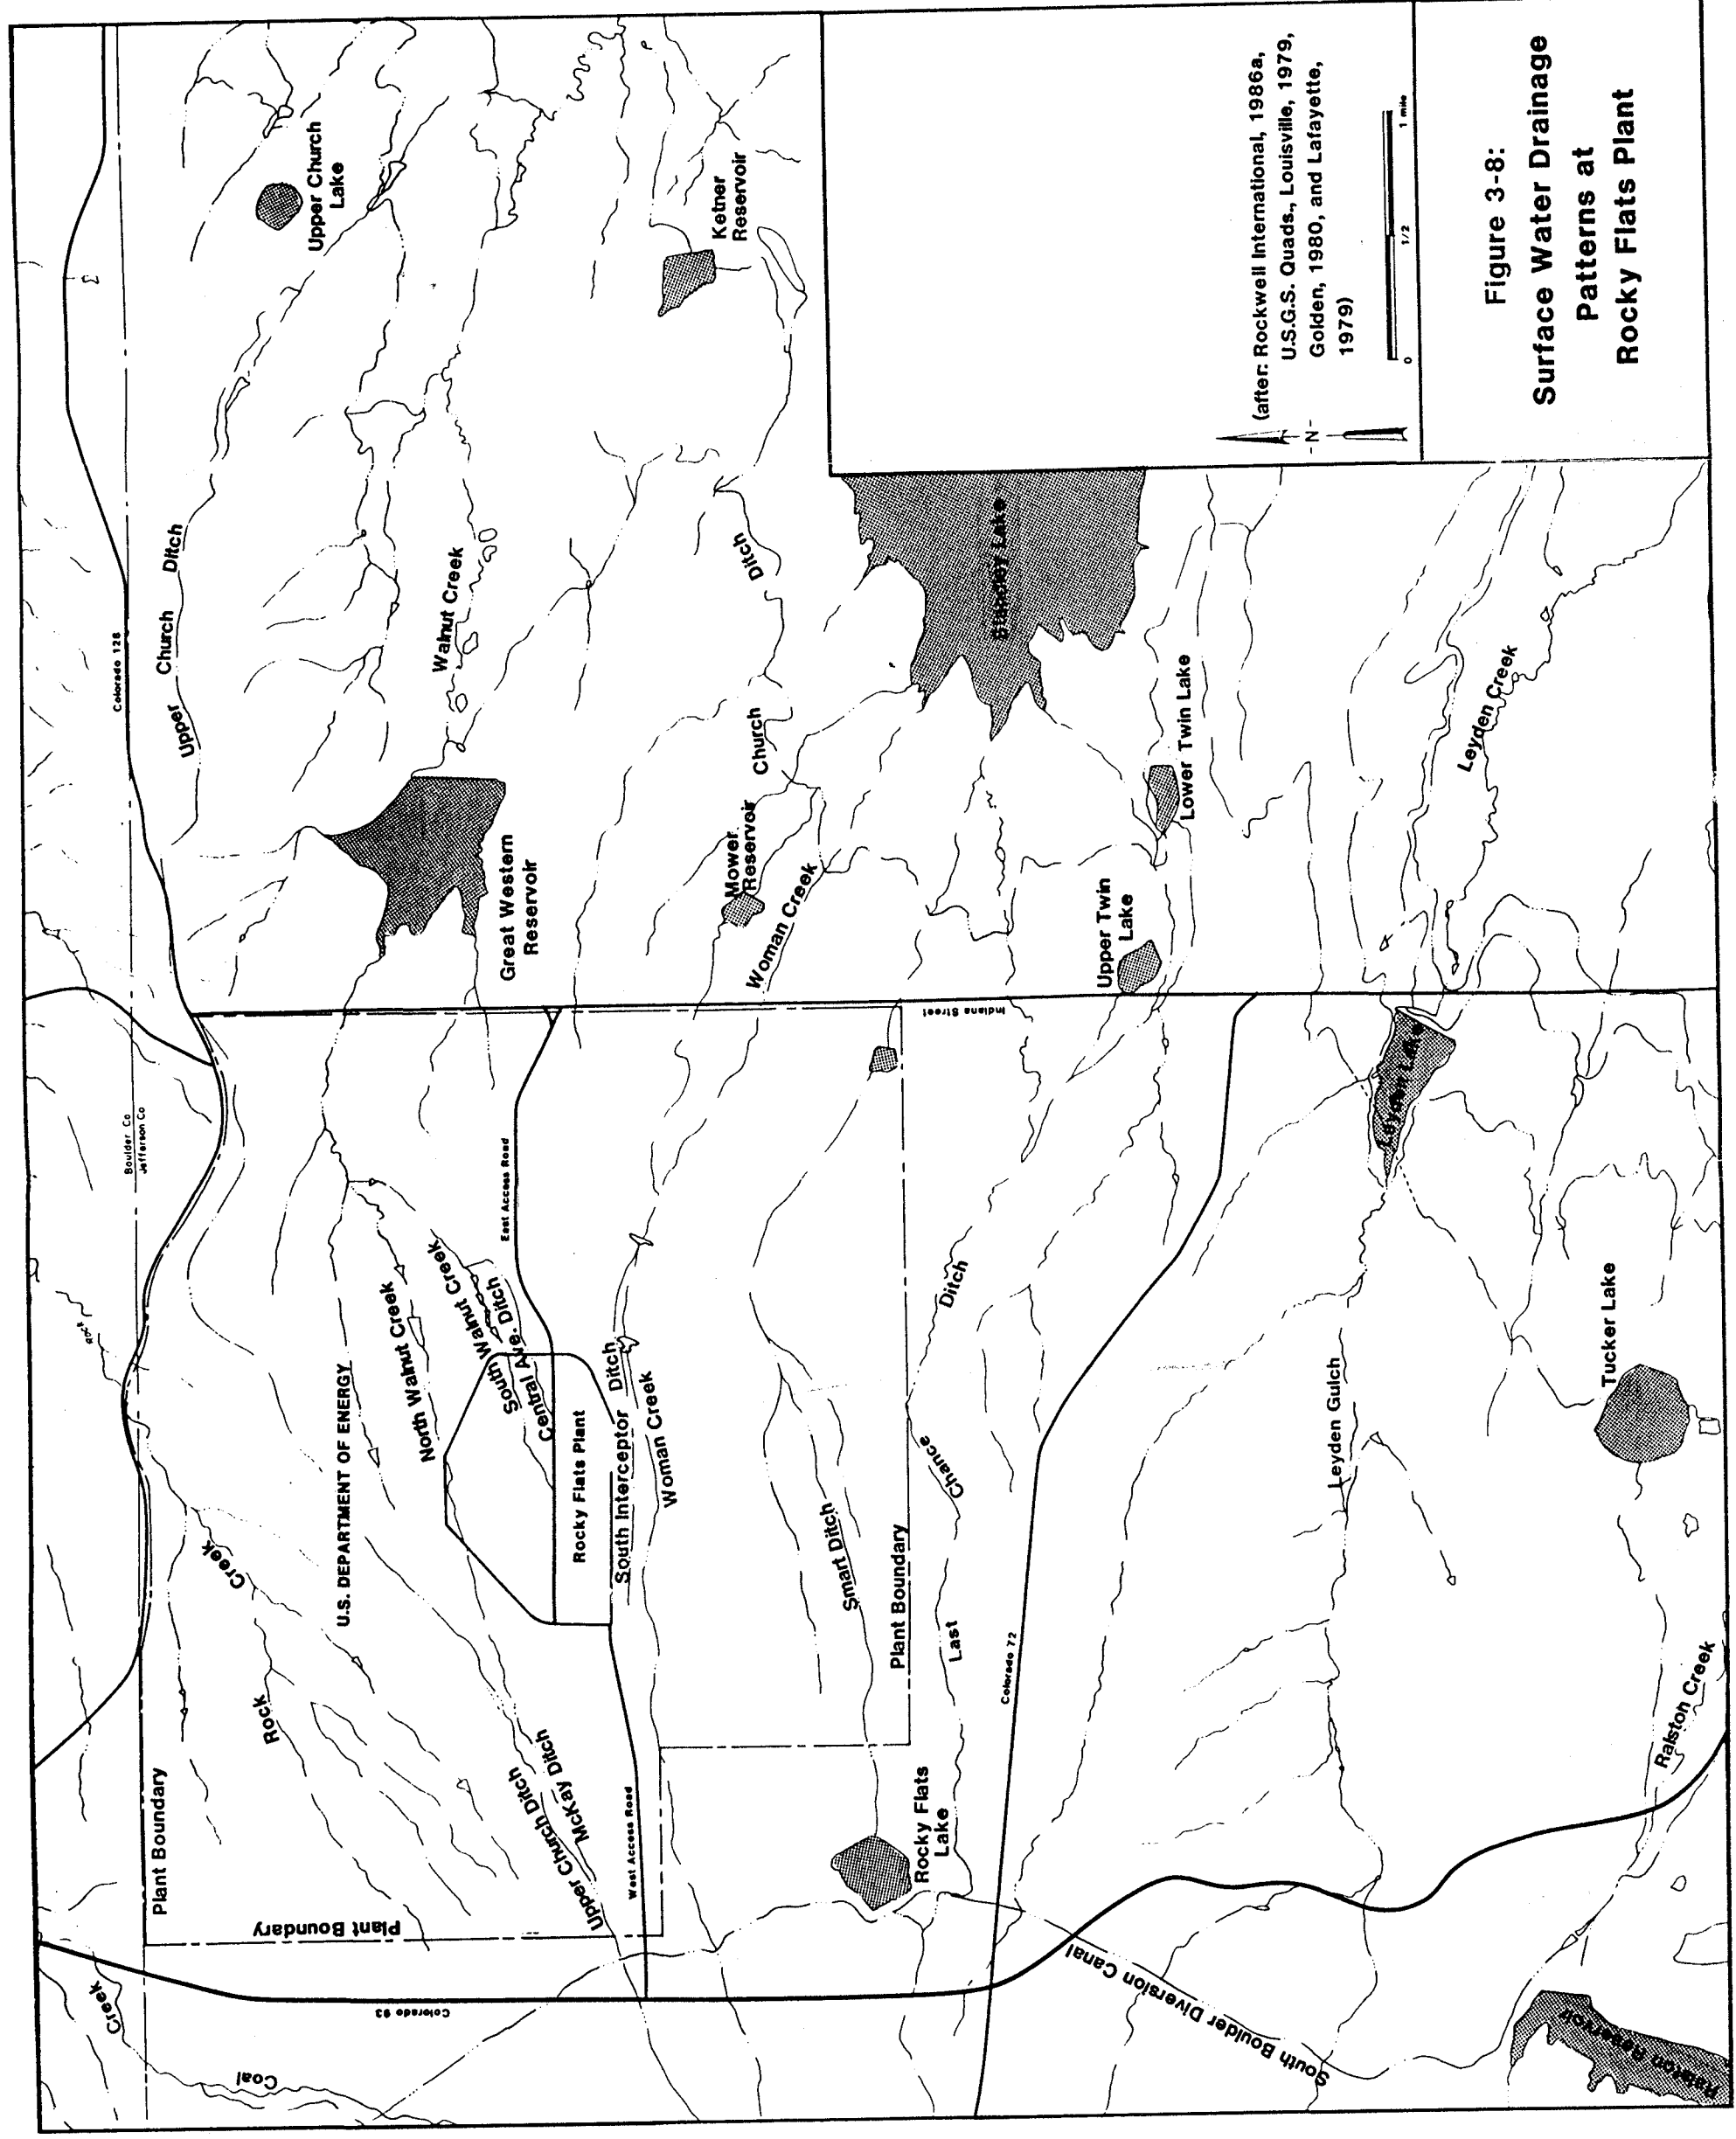 Figure 3-8:
Surface Water Drainage
Patterns at
Rocky Flats Plant
(after: Rockwell International, 1986a,
U.S.G.S. Quads., Louisville, 1979,
Golden, 1980, and Lafayette,
1979)
- N -
0
1/2
1 mile
Coal
Creek
Colorado 93
Plant Boundary
Plant Boundary
Rock
Creek
Rock
Boulder Co
Jefferson Co
Colorado 128
Upper Church Ditch
Upper Church
Lake
U.S. DEPARTMENT OF ENERGY
North Walnut Creek
South Walnut Creek
Central Ave. Ditch
East Access Road
Great Western
Reservoir
Walnut Creek
Upper Church Ditch
McKay Ditch
West Access Road
Rocky Flats Plant
South Interceptor Ditch
Woman Creek
Woman Creek
Mower
Reservoir
Church
Ditch
Ketner
Reservoir
Smart Ditch
Plant Boundary
Indiana Street
Standley Lake
Rocky Flats
Lake
Last
Chance
Ditch
Colorado 72
Upper Twin
Lake
Lower Twin Lake
South Boulder Diversion Canal
Leyden Gulch
Leyden Lake
Leyden Creek
Ralston Reservoir
Ralston Creek
Tucker Lake